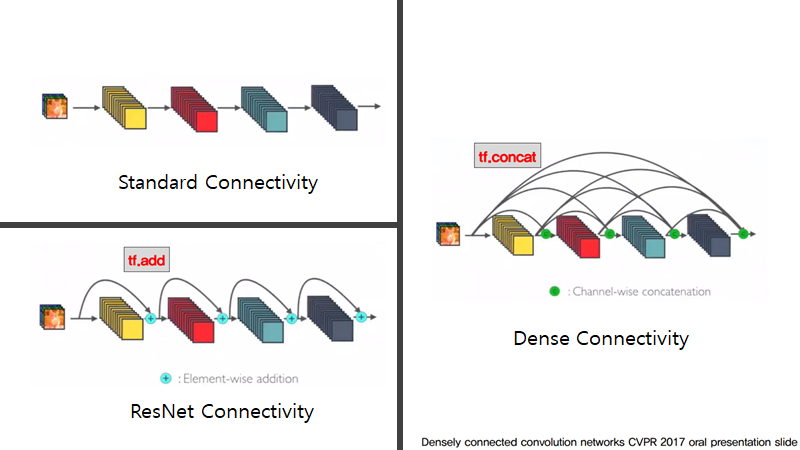 Standard Connectivity
tf.add
+ : Element-wise addition
ResNet Connectivity
tf.concat
C : Channel-wise concatenation
Dense Connectivity
Densely connected convolution networks CVPR 2017 oral presentation slide